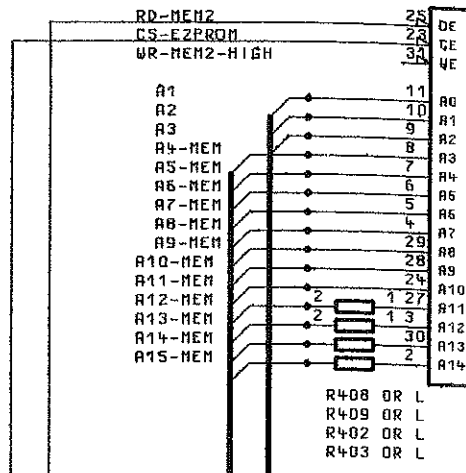 RD-MEM2 25 OE
CS-E2PROM 23 CE
WR-MEM2-HIGH 31 WE
A1 11 A0
A2 10 A1
A3 9 A2
A4-MEM 8 A3
A5-MEM 7 A4
A6-MEM 6 A5
A7-MEM 5 A6
A8-MEM 4 A7
A9-MEM 29 A8
A10-MEM 28 A9
A11-MEM 24 A10
A12-MEM 2 1 27 A11
A13-MEM 2 1 3 A12
A14-MEM 30 A13
A15-MEM 2 A14
R408 OR L
R409 OR L
R402 OR L
R403 OR L